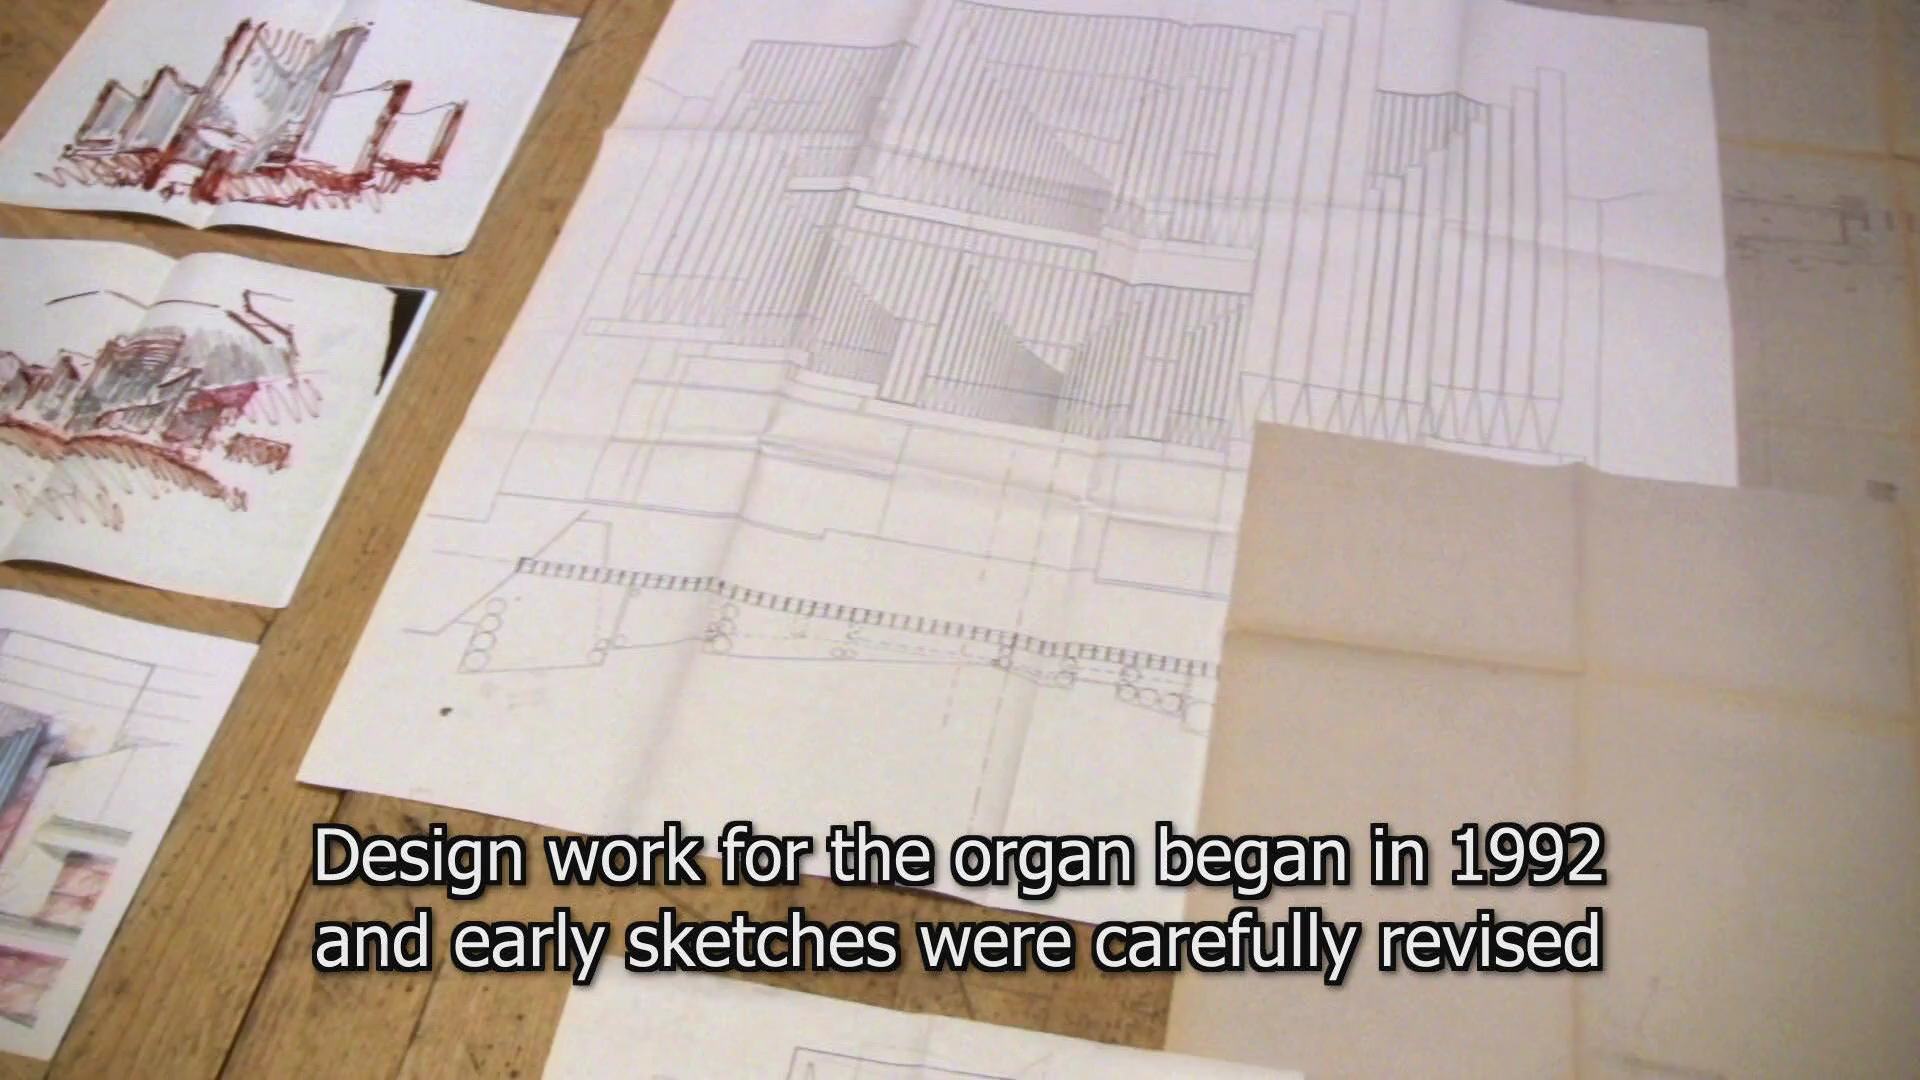 Design work for the organ began in 1992
and early sketches were carefully revised